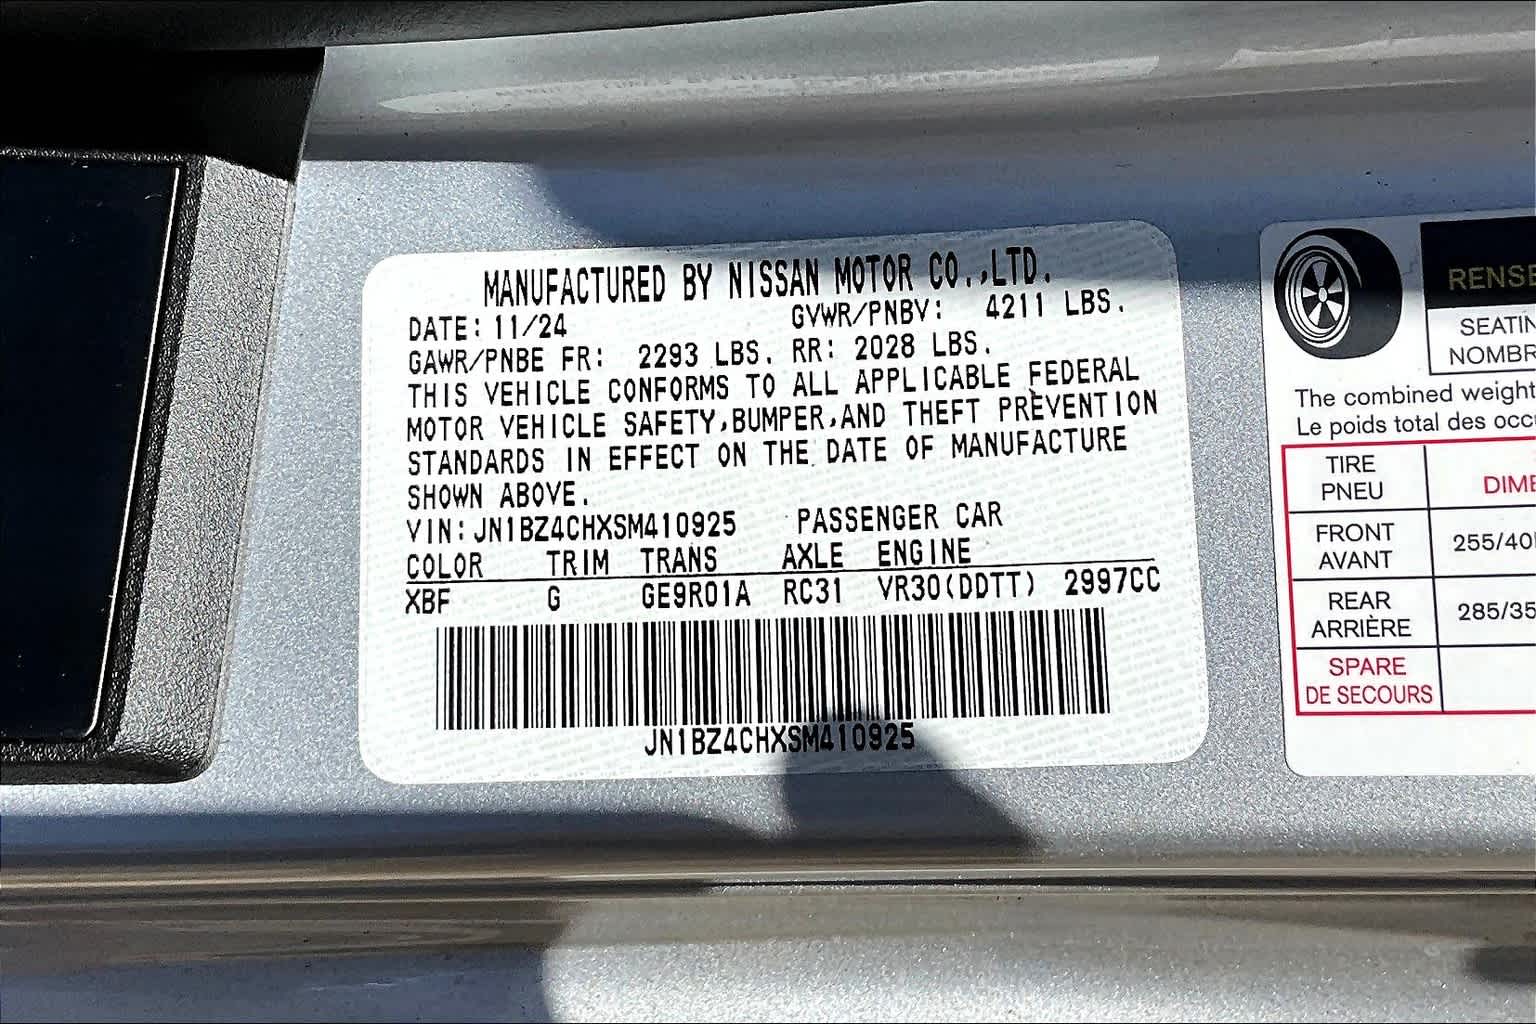 MANUFACTURED BY NISSAN MOTOR CO.,LTD.
DATE: 11/24 GVWR/PNBV: 4211 LBS.
GAWR/PNBE FR: 2293 LBS. RR: 2028 LBS.
THIS VEHICLE CONFORMS TO ALL APPLICABLE FEDERAL
MOTOR VEHICLE SAFETY,BUMPER,AND THEFT PREVENTION
STANDARDS IN EFFECT ON THE DATE OF MANUFACTURE
SHOWN ABOVE.
VIN: JN1BZ4CHXSM410925 PASSENGER CAR
COLOR TRIM TRANS AXLE ENGINE
XBF G GE9R01A RC31 VR30(DDTT) 2997CC
JN1BZ4CHXSM410925
RENSE
SEATIN
NOMBR
The combined weight
Le poids total des occ
TIRE
PNEU
DIME
FRONT
AVANT
255/40
REAR
ARRIÈRE
285/35
SPARE
DE SECOURS